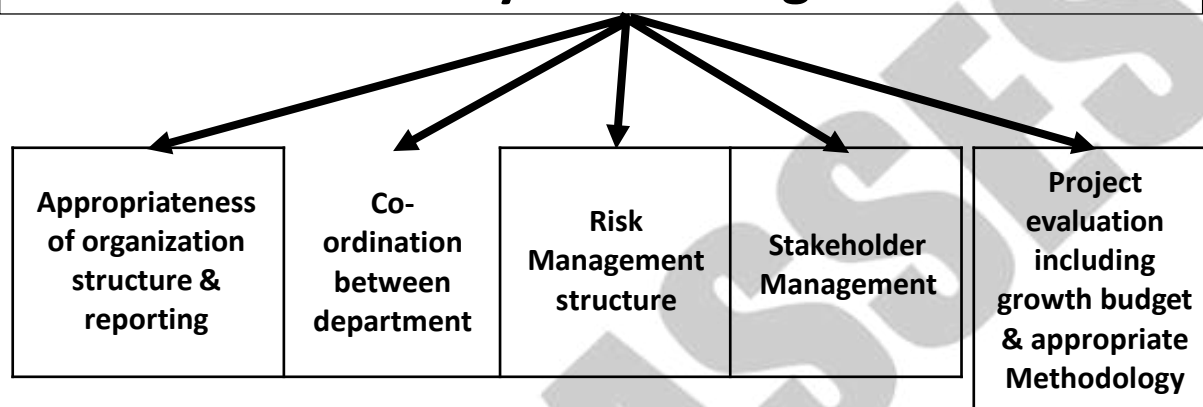 Appropriateness
of organization
structure &
reporting
Co-
ordination
between
department
Risk
Management
structure
Stakeholder
Management
Project
evaluation
including
growth budget
& appropriate
Methodology